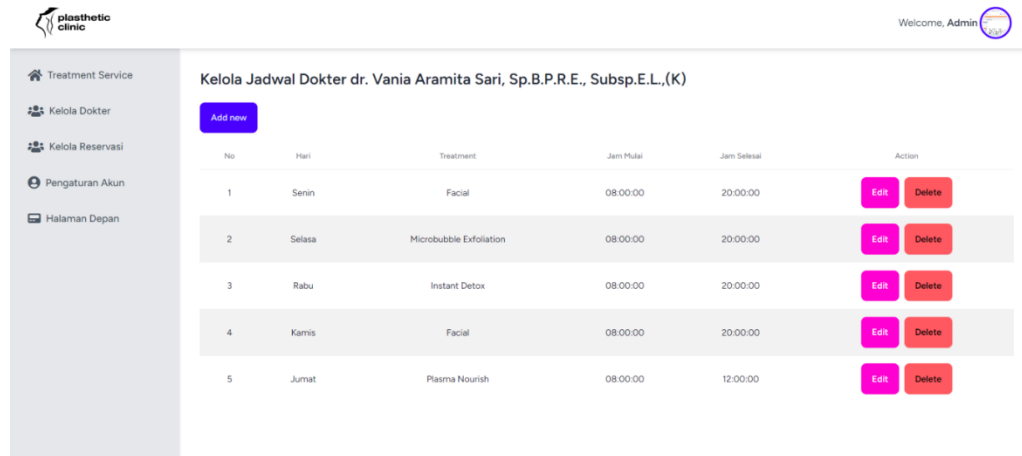 plasthetic
clinic
Welcome, Admin
Treatment Service
Kelola Dokter
Kelola Reservasi
Pengaturan Akun
Halaman Depan
Kelola Jadwal Dokter dr. Vania Aramita Sari, Sp.B.P.R.E., Subsp.E.L.,(K)
Add new
No Hari Treatment Jam Mulai Jam Selesai Action
1 Senin Facial 08:00:00 20:00:00 Edit Delete
2 Selasa Microbubble Exfoliation 08:00:00 20:00:00 Edit Delete
3 Rabu Instant Detox 08:00:00 20:00:00 Edit Delete
4 Kamis Facial 08:00:00 20:00:00 Edit Delete
5 Jumat Plasma Nourish 08:00:00 12:00:00 Edit Delete